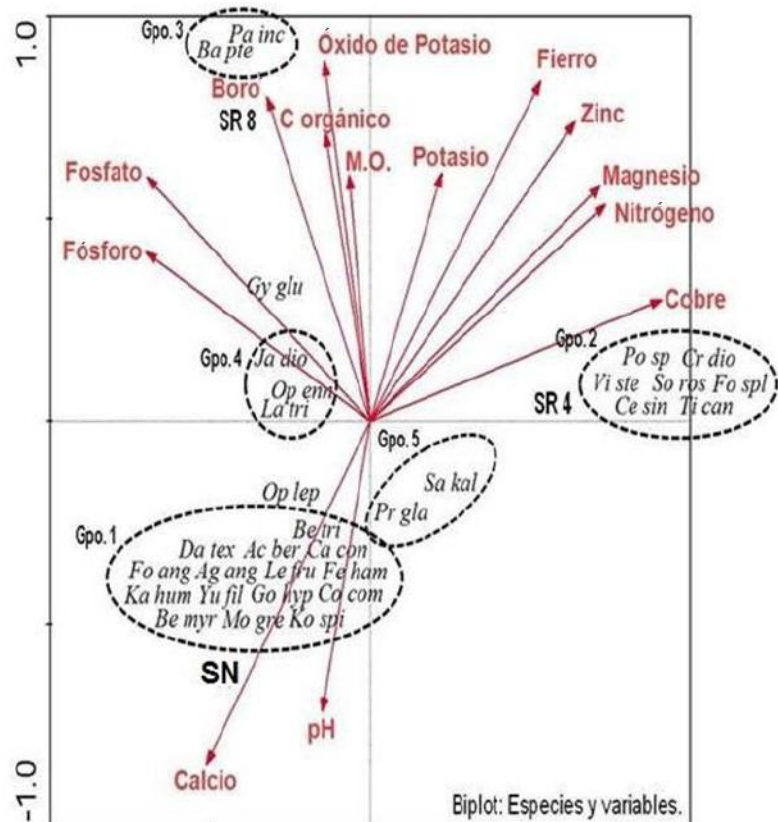 1.0
Gpo. 3
Pa inc
Ba pte
Óxido de Potasio
Fierro
Boro
SR 8
C orgánico
Zinc
M.O.
Potasio
Fosfato
Magnesio
Nitrógeno
Fósforo
Gy glu
Cobre
Gpo. 2
Gpo. 4
Ja dio
Op enn
La tri
Po sp Cr dio
Vi ste So ros Fo spl
Ce sin Ti can
SR 4
Gpo. 5
Sa kal
Pr gla
Op lep
Gpo. 1
Be tri
Da tex Ac ber Ca con
Fo ang Ag ang Le fru Fe ham
Ka hum Yu fil Go hyp Co com
Be myr Mo gre Ko spi
SN
pH
Calcio
-1.0
Biplot: Especies y variables.